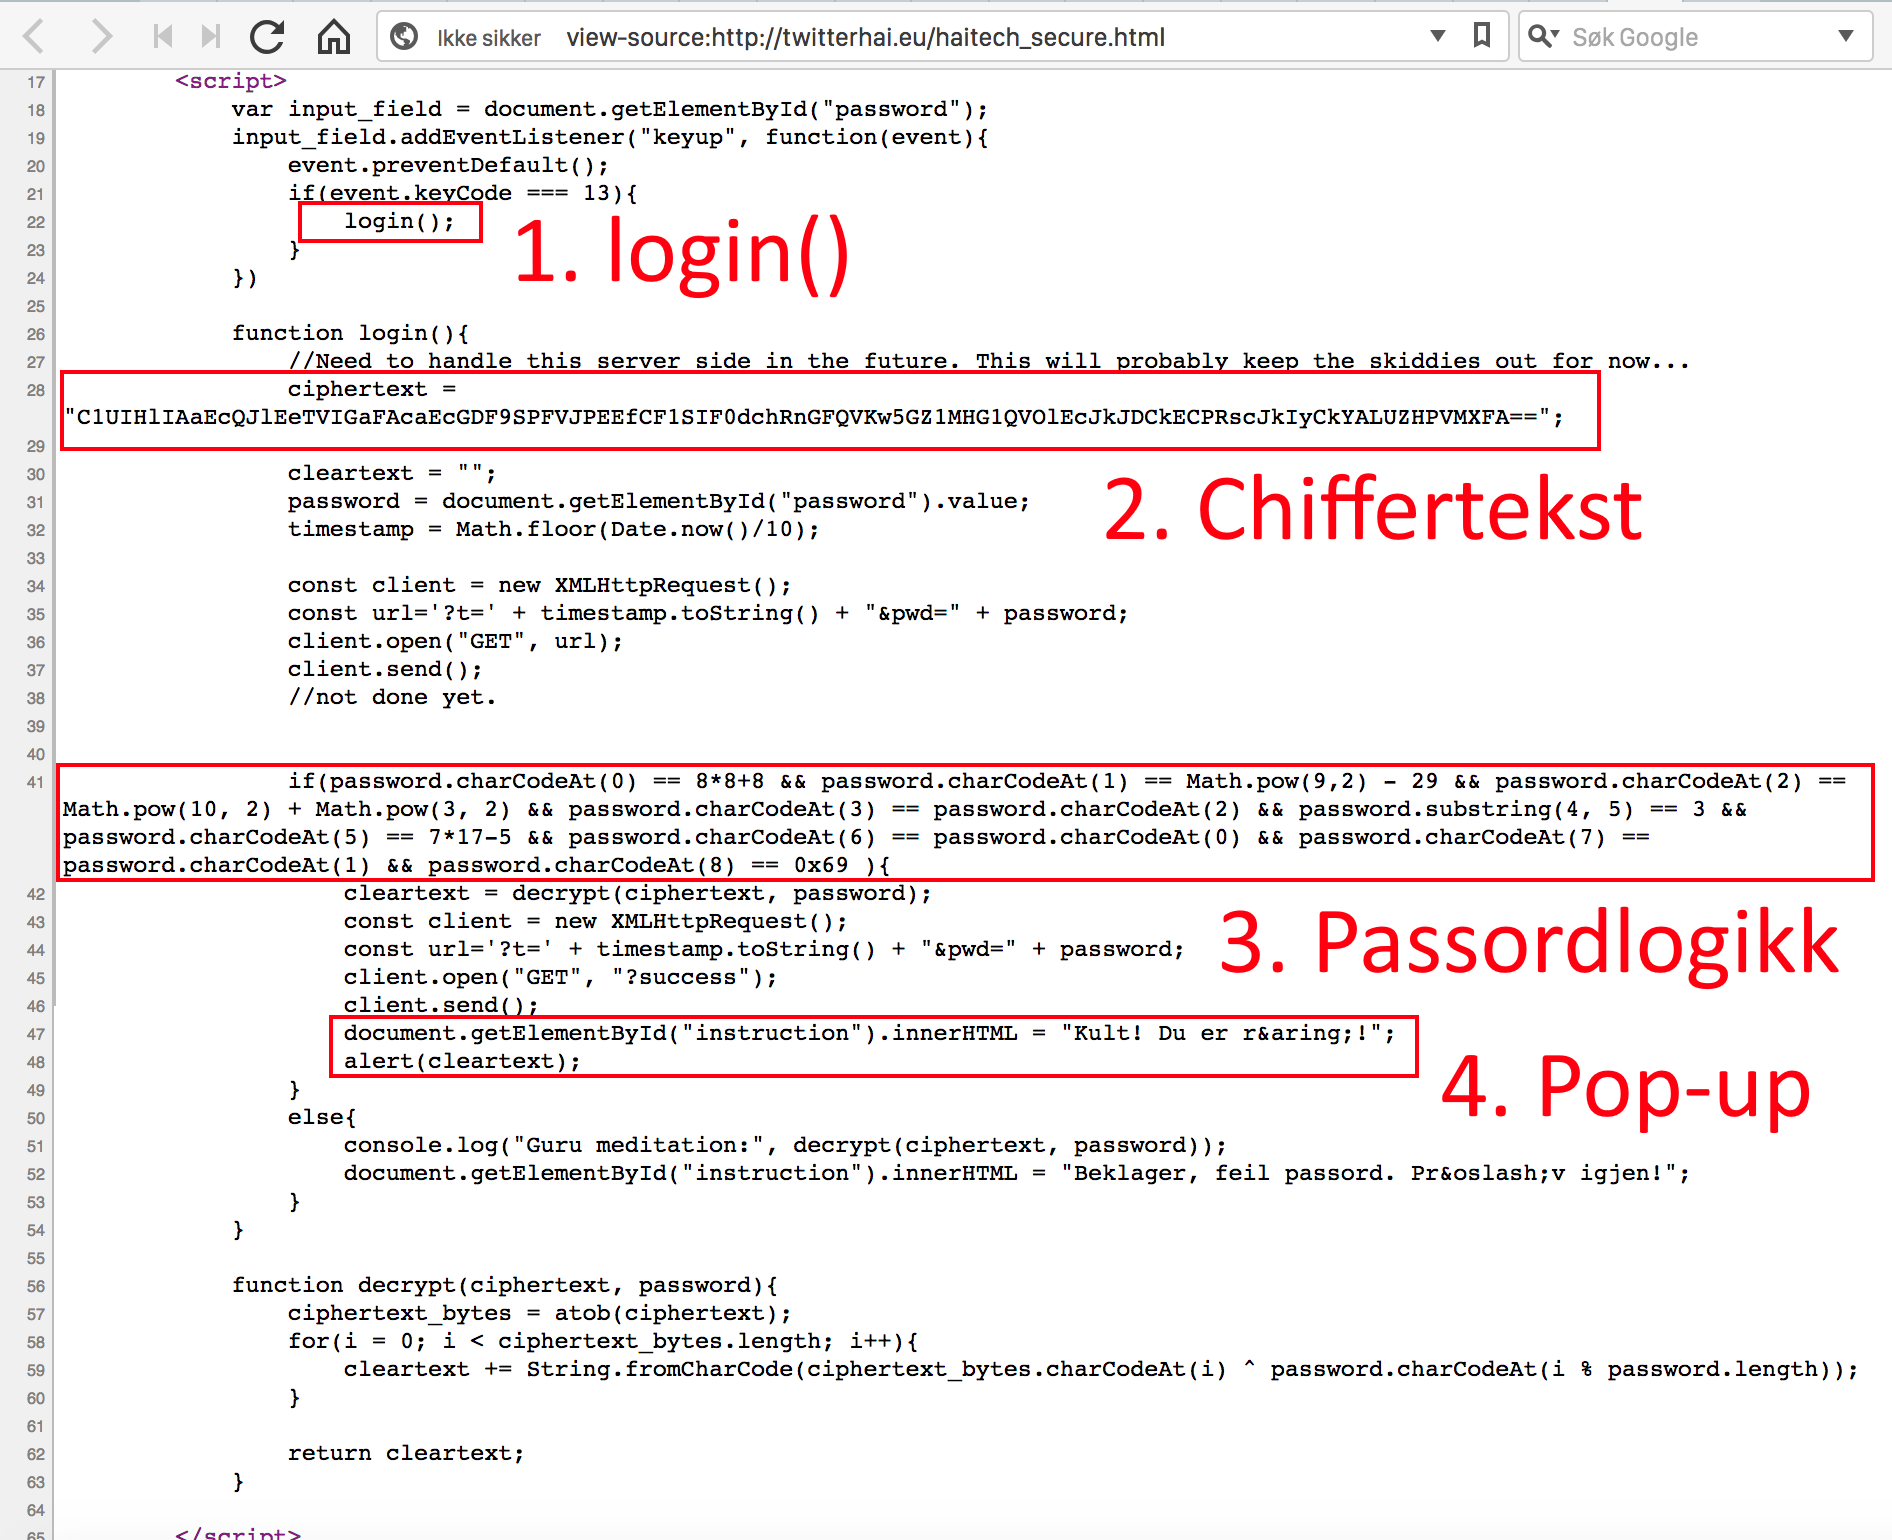 Ikke sikker view-source:http://twitterhai.eu/haitech_secure.html Søk Google
17 <script>
18 var input_field = document.getElementById("password");
19 input_field.addEventListener("keyup", function(event){
20 event.preventDefault();
21 if(event.keyCode === 13){
22 login();
1. login()
23 }
24 })
25
26 function login(){
27 //Need to handle this server side in the future. This will probably keep the skiddies out for now...
28 ciphertext =
"C1UIHlIAaEcQJlEeTVIGaFAcaEcGDF9SPFVJPEEfCF1SIF0dchRnGFQVKw5GZ1MHG1QVOlEcJkJDCkECPRscJkIyCkYALUZHPVMXFA==";
29
30 cleartext = "";
31 password = document.getElementById("password").value;
2. Chiffertekst
32 timestamp = Math.floor(Date.now()/10);
33
34 const client = new XMLHttpRequest();
35 const url='?t=' + timestamp.toString() + "&pwd=" + password;
36 client.open("GET", url);
37 client.send();
38 //not done yet.
39
40
41 if(password.charCodeAt(0) == 8*8+8 && password.charCodeAt(1) == Math.pow(9,2) - 29 && password.charCodeAt(2) ==
Math.pow(10, 2) + Math.pow(3, 2) && password.charCodeAt(3) == password.charCodeAt(2) && password.substring(4, 5) == 3 &&
password.charCodeAt(5) == 7*17-5 && password.charCodeAt(6) == password.charCodeAt(0) && password.charCodeAt(7) ==
password.charCodeAt(1) && password.charCodeAt(8) == 0x69 ){
42 cleartext = decrypt(ciphertext, password);
43 const client = new XMLHttpRequest();
44 const url='?t=' + timestamp.toString() + "&pwd=" + password;
3. Passordlogikk
45 client.open("GET", "?success");
46 client.send();
47 document.getElementById("instruction").innerHTML = "Kult! Du er r&aring;!";
48 alert(cleartext);
4. Pop-up
49 }
50 else{
51 console.log("Guru meditation:", decrypt(ciphertext, password));
52 document.getElementById("instruction").innerHTML = "Beklager, feil passord. Pr&oslash;v igjen!";
53 }
54 }
55
56 function decrypt(ciphertext, password){
57 ciphertext_bytes = atob(ciphertext);
58 for(i = 0; i < ciphertext_bytes.length; i++){
59 cleartext += String.fromCharCode(ciphertext_bytes.charCodeAt(i) ^ password.charCodeAt(i % password.length));
60 }
61
62 return cleartext;
63 }
64
65 </script>